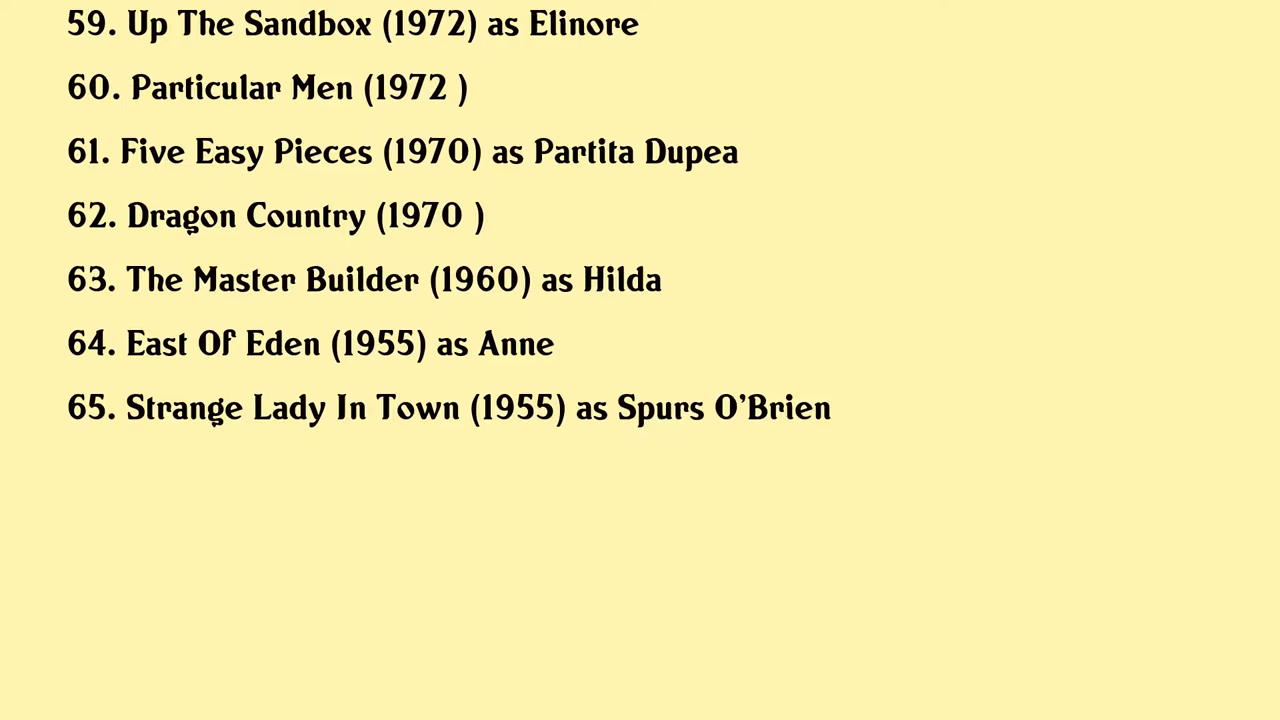 59. Up The Sandbox (1972) as Elinore
60. Particular Men (1972 )
61. Five Easy Pieces (1970) as Partita Dupea
62. Dragon Country (1970 )
63. The Master Builder (1960) as Hilda
64. East Of Eden (1955) as Anne
65. Strange Lady In Town (1955) as Spurs O'Brien